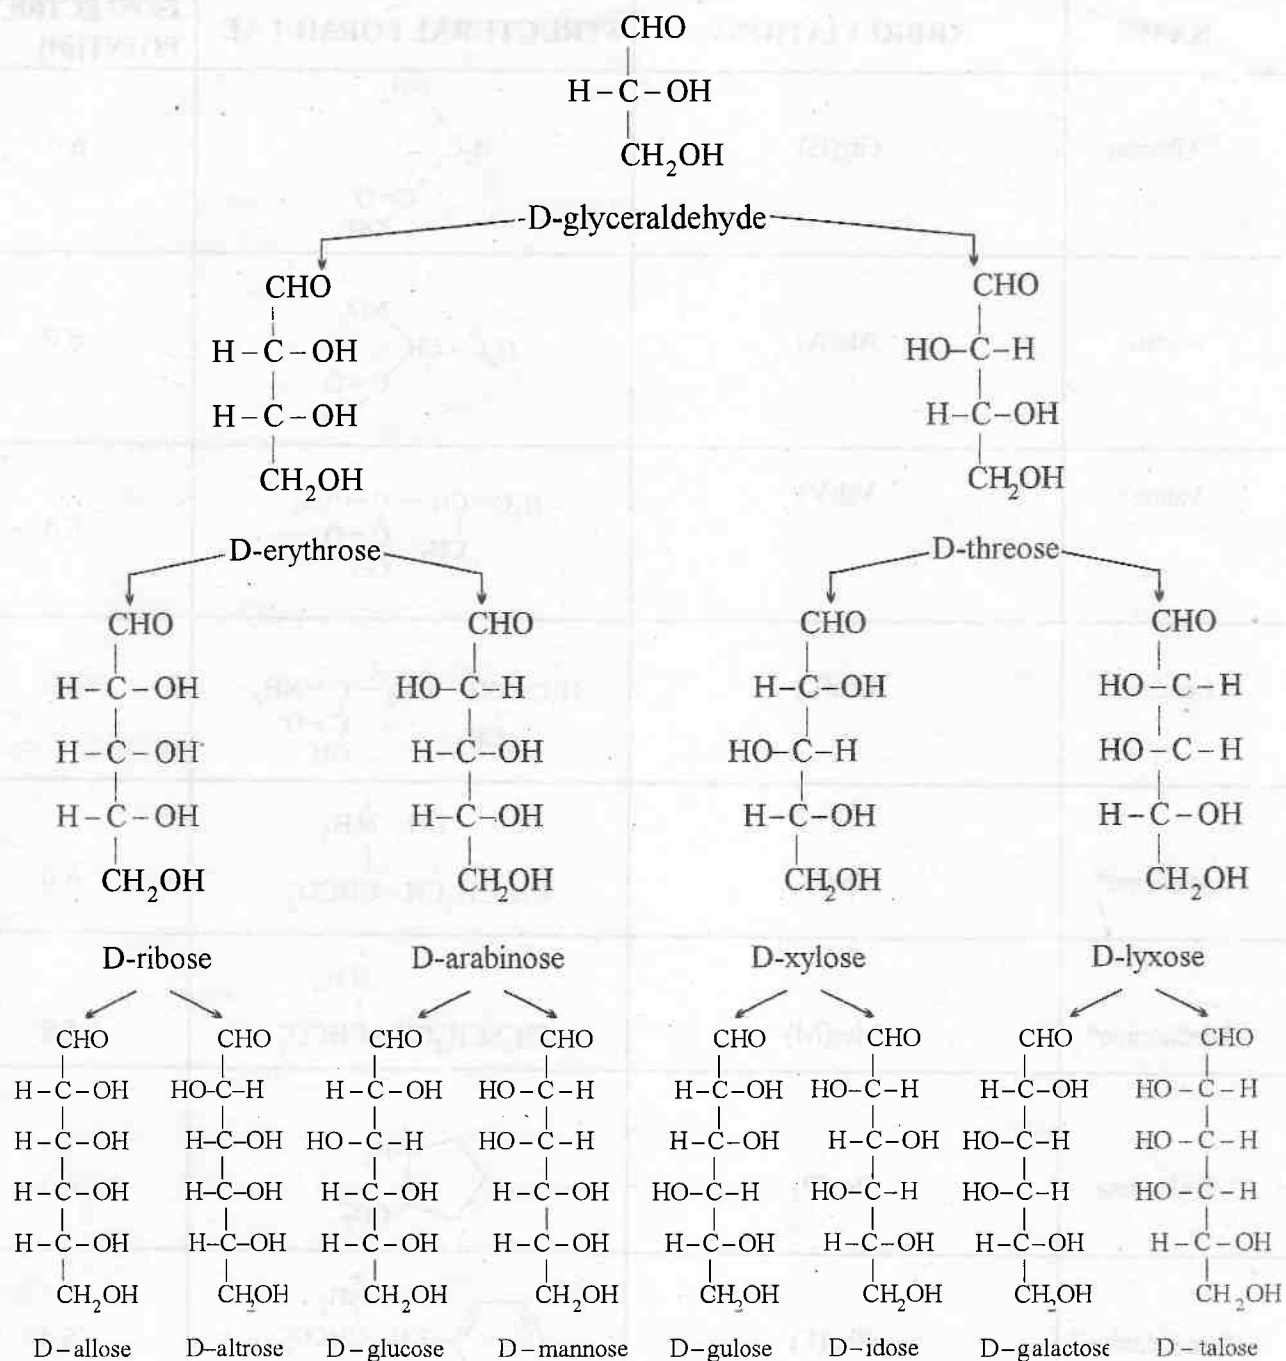 CHO
H–C–OH
CH₂OH
D-glyceraldehyde
CHO CHO
H–C–OH HO–C–H
H–C–OH H–C–OH
CH₂OH CH₂OH
D-erythrose D-threose
CHO CHO CHO CHO
H–C–OH HO–C–H H–C–OH HO–C–H
H–C–OH H–C–OH HO–C–H HO–C–H
H–C–OH H–C–OH H–C–OH H–C–OH
CH₂OH CH₂OH CH₂OH CH₂OH
D-ribose D-arabinose D-xylose D-lyxose
CHO CHO CHO CHO CHO CHO CHO CHO
H–C–OH HO–C–H H–C–OH HO–C–H H–C–OH HO–C–H H–C–OH HO–C–H
H–C–OH H–C–OH HO–C–H HO–C–H H–C–OH H–C–OH HO–C–H HO–C–H
H–C–OH H–C–OH H–C–OH H–C–OH HO–C–H HO–C–H HO–C–H HO–C–H
H–C–OH H–C–OH H–C–OH H–C–OH H–C–OH H–C–OH H–C–OH H–C–OH
CH₂OH CH₂OH CH₂OH CH₂OH CH₂OH CH₂OH CH₂OH CH₂OH
D–allose D–altrose D–glucose D–mannose D–gulose D–idose D–galactose D–talose